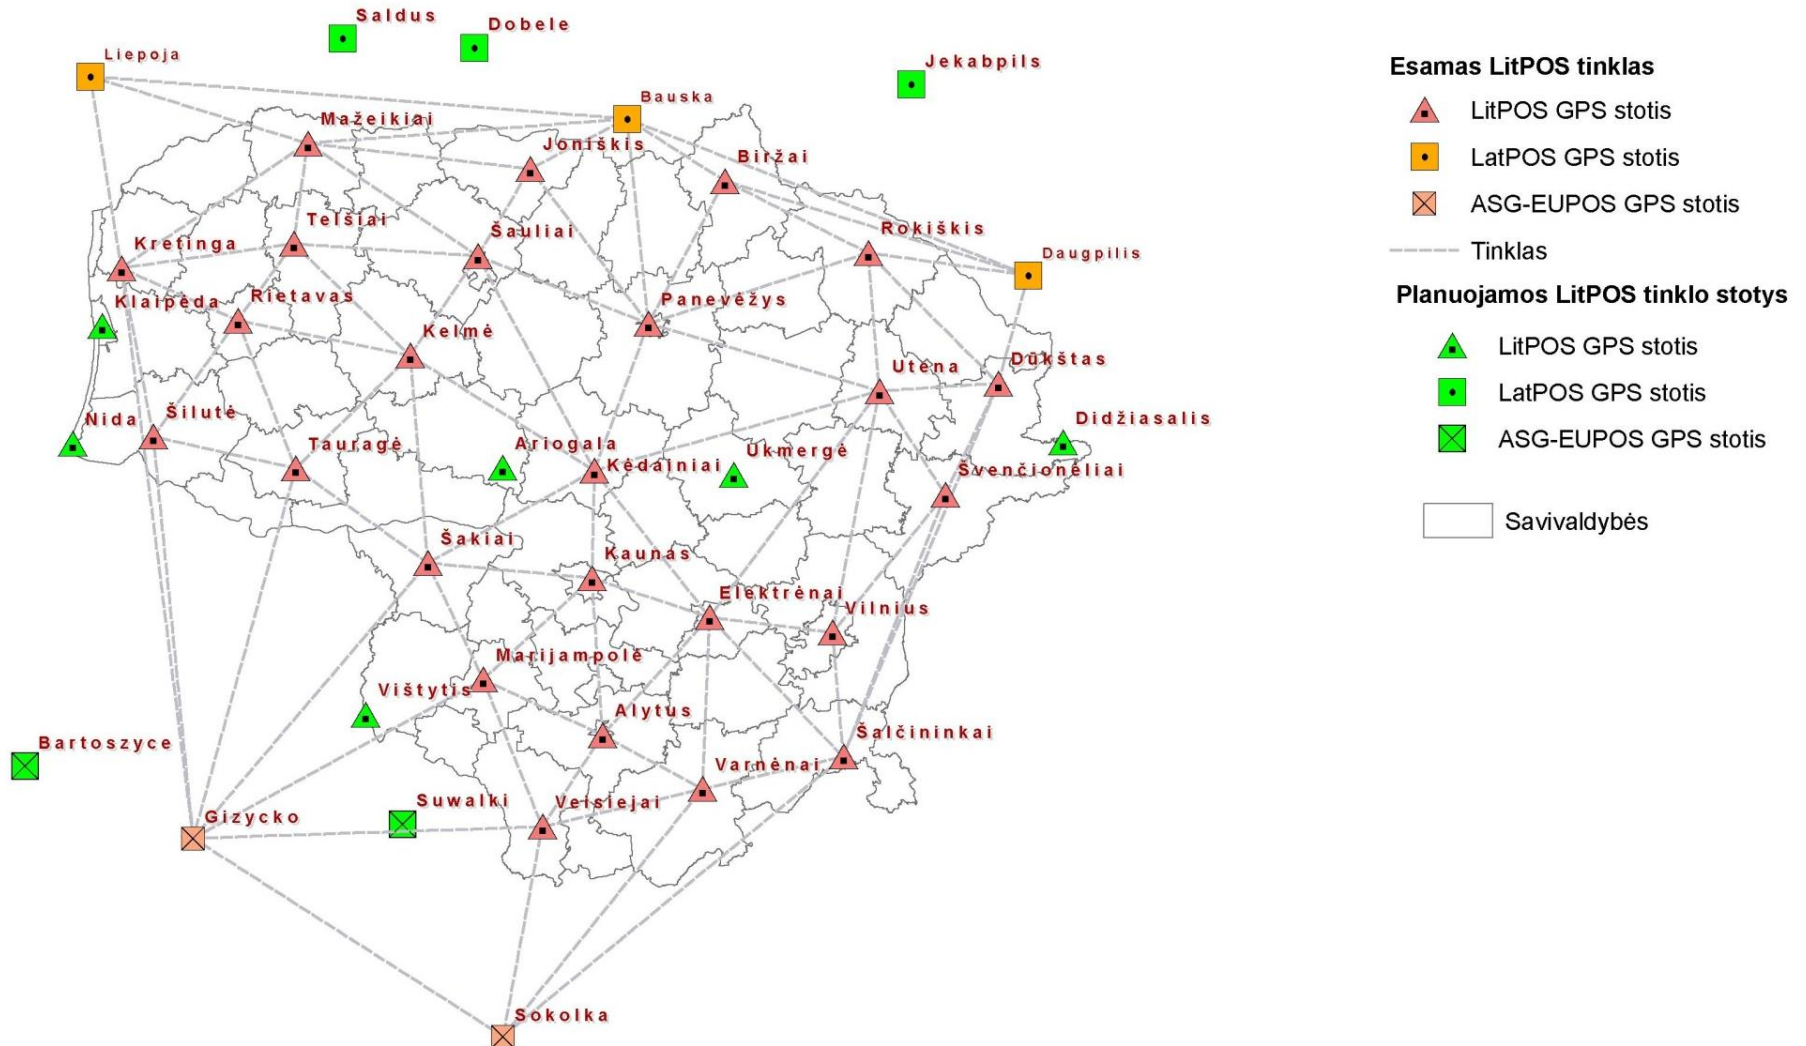 Saldus
Dobele
Liepoja
Jekabpils
Bauska
Mažeikiai
Joniškis
Biržai
Telšiai
Šauliai
Rokiškis
Kretinga
Daugpilis
Klaipėda
Rietavas
Panevėžys
Kelmė
Utena
Dūkštas
Nida
Šilutė
Didžiasalis
Tauragė
Ariogala
Kėdainiai
Ukmergė
Švenčionėliai
Šakiai
Kaunas
Elektrėnai
Vilnius
Marijampolė
Vištytis
Alytus
Šalčininkai
Bartoszyce
Varnėnai
Suwalki
Veisiejai
Gizycko
Sokolka
Esamas LitPOS tinklas
LitPOS GPS stotis
LatPOS GPS stotis
ASG-EUPOS GPS stotis
Tinklas
Planuojamos LitPOS tinklo stotys
LitPOS GPS stotis
LatPOS GPS stotis
ASG-EUPOS GPS stotis
Savivaldybės